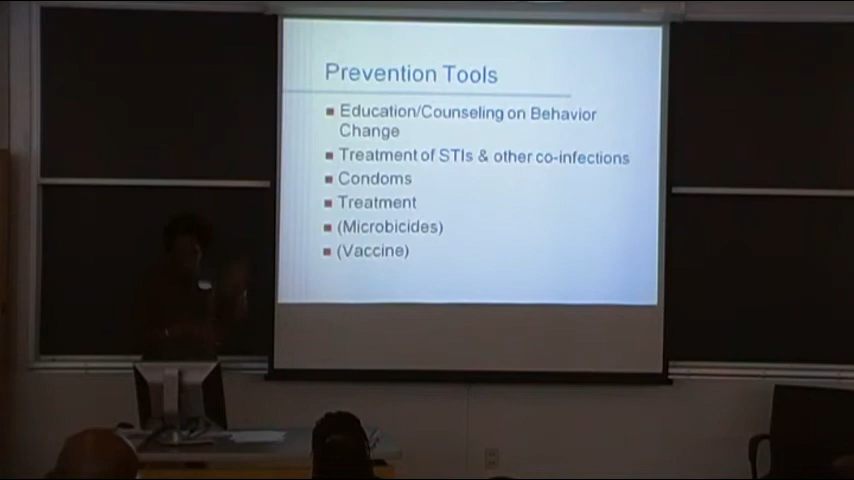 Prevention Tools
Education/Counseling on Behavior
Change
Treatment of STIs & other co-infections
Condoms
Treatment
(Microbicides)
(Vaccine)